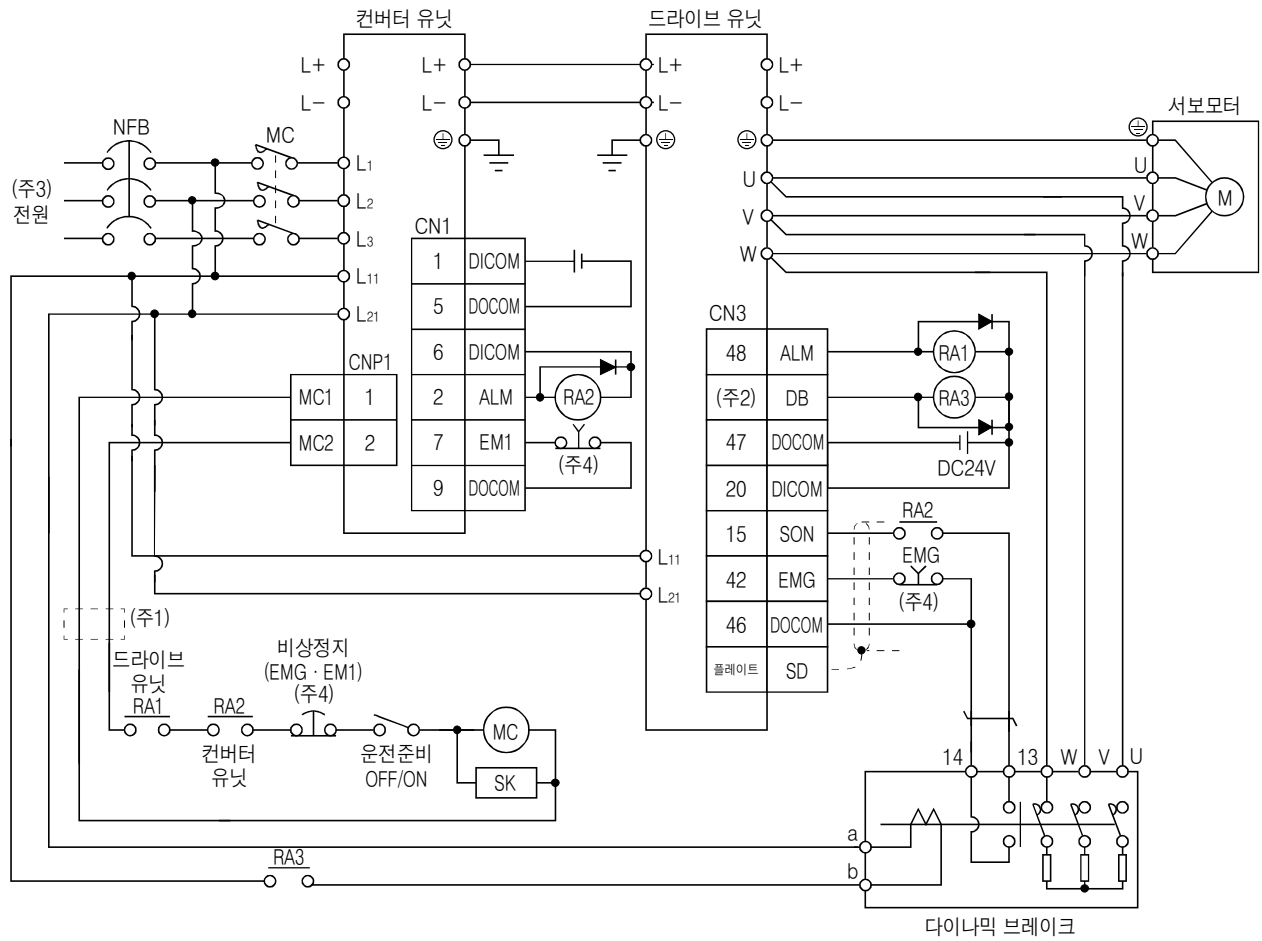 컨버터 유닛
드라이브 유닛
L+
L+
L+
L+
L−
L−
L−
L−
서보모터
NFB
MC
(주3)
전원
L1
L2
L3
L11
L21
U
V
W
U
V
W
M
CN1
1 DICOM
5 DOCOM
6 DICOM
2 ALM
7 EM1
9 DOCOM
RA2
(주4)
CNP1
MC1 1
MC2 2
CN3
48 ALM
(주2) DB
47 DOCOM
20 DICOM
15 SON
42 EMG
46 DOCOM
플레이트 SD
RA1
RA3
DC24V
RA2
EMG
(주4)
L11
L21
(주1)
드라이브
유닛
RA1
RA2
컨버터
유닛
비상정지
(EMG · EM1)
(주4)
운전준비
OFF/ON
MC
SK
14 13 W V U
a
b
RA3
다이나믹 브레이크